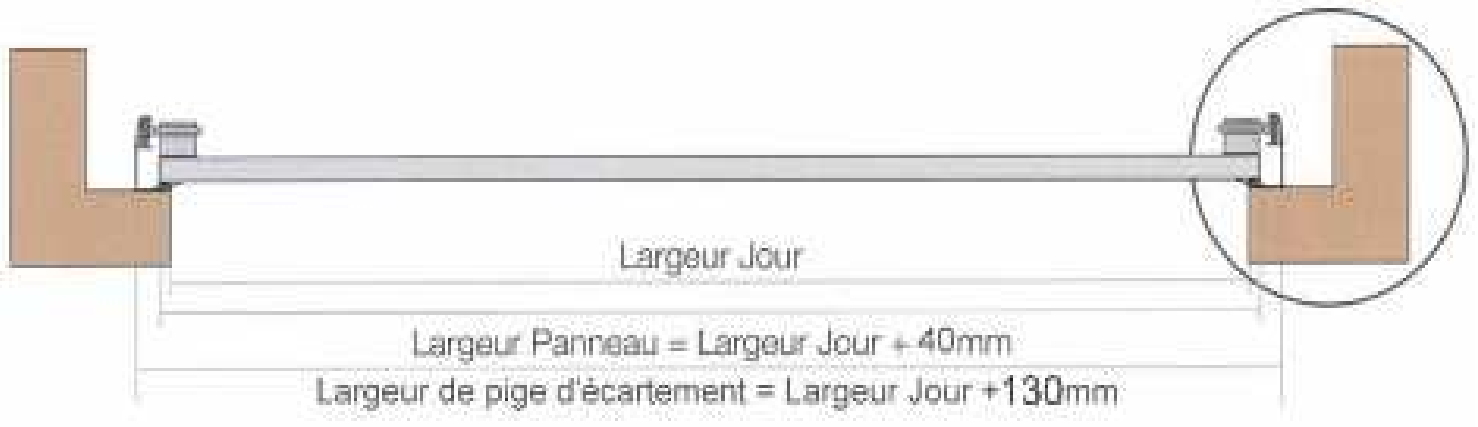 Largeur Jour
Largeur Panneau = Largeur Jour + 40mm
Largeur de pige d'écartement = Largeur Jour +130mm